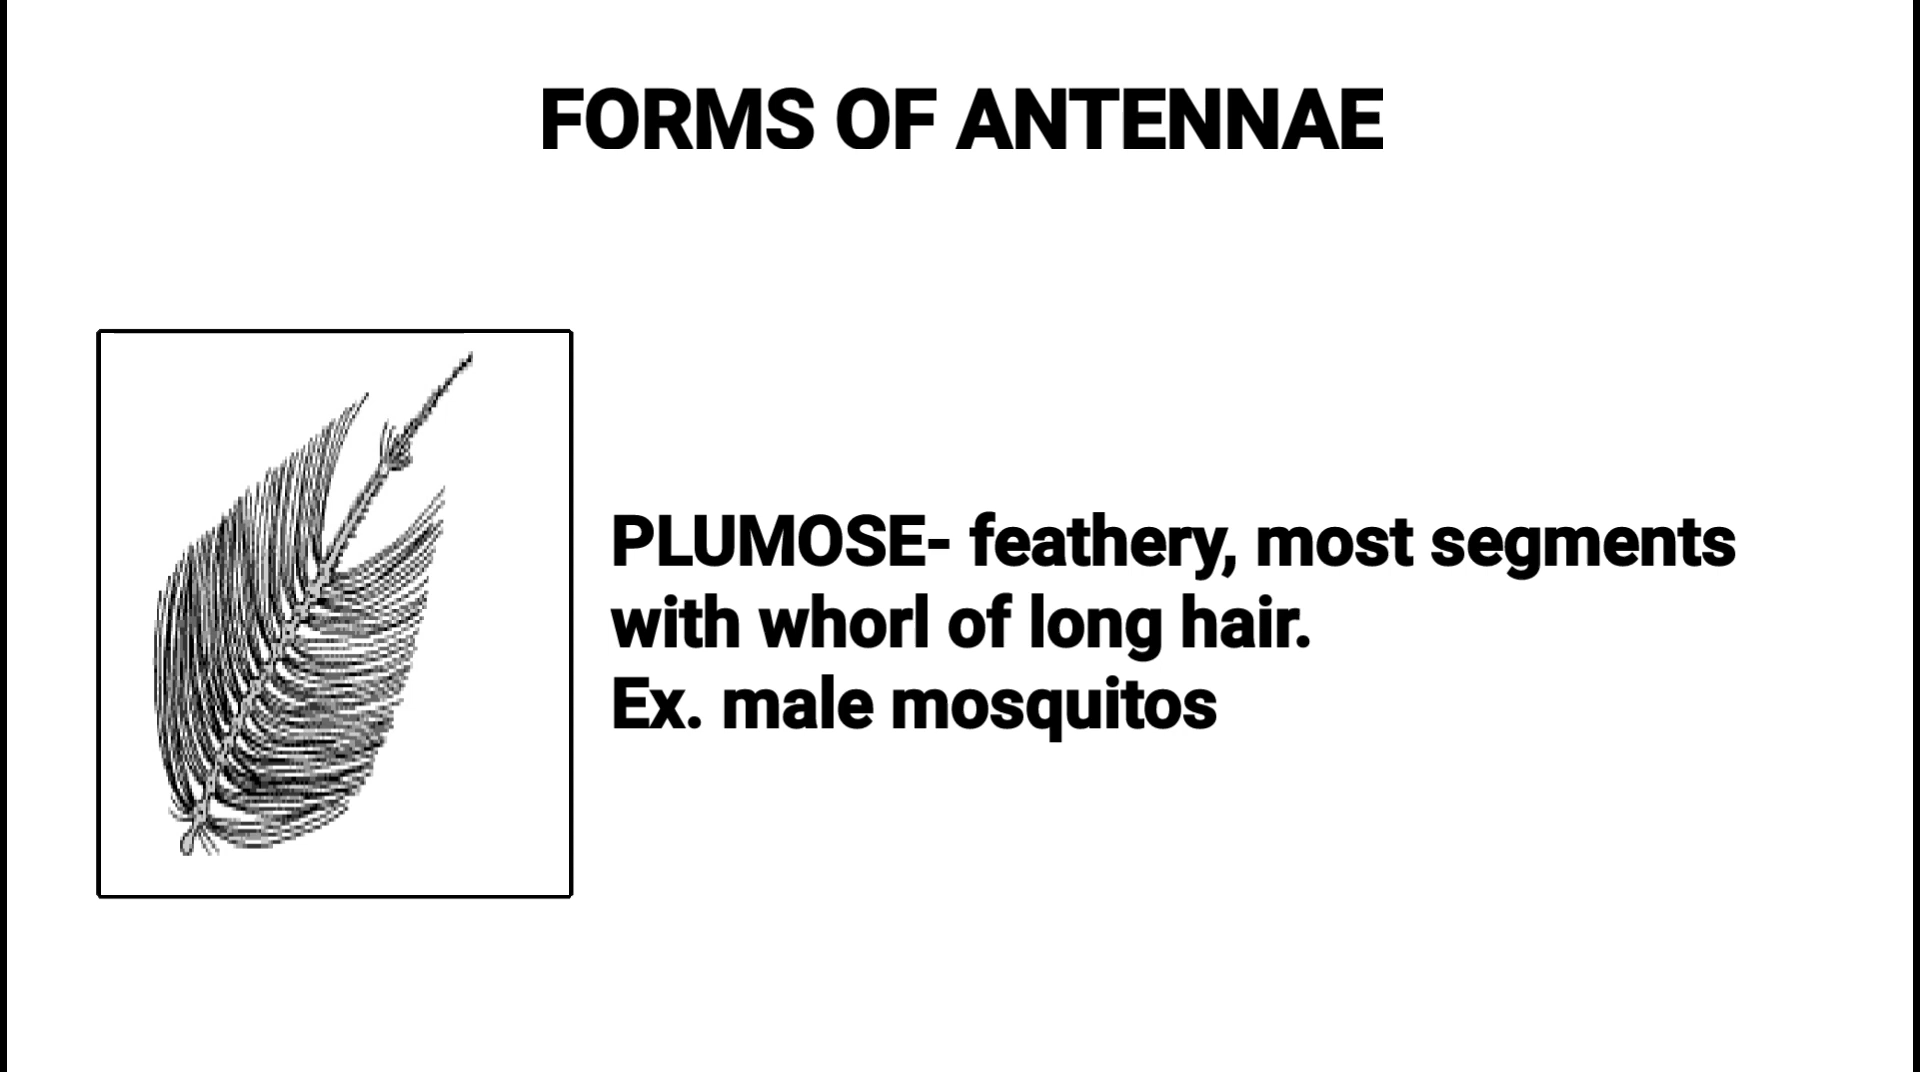 FORMS OF ANTENNAE
PLUMOSE- feathery, most segments
with whorl of long hair.
Ex. male mosquitos